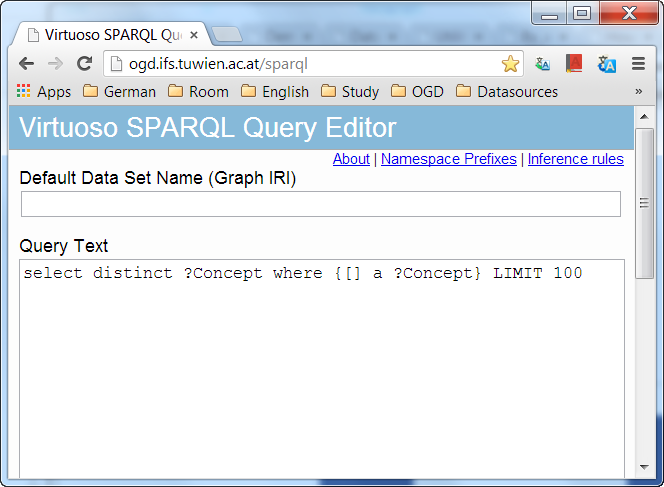 Virtuoso SPARQL Qu
ogd.ifs.tuwien.ac.at/sparql
Apps German Room English Study OGD Datasources »
Virtuoso SPARQL Query Editor
About | Namespace Prefixes | Inference rules
Default Data Set Name (Graph IRI)
Query Text
select distinct ?Concept where {[] a ?Concept} LIMIT 100